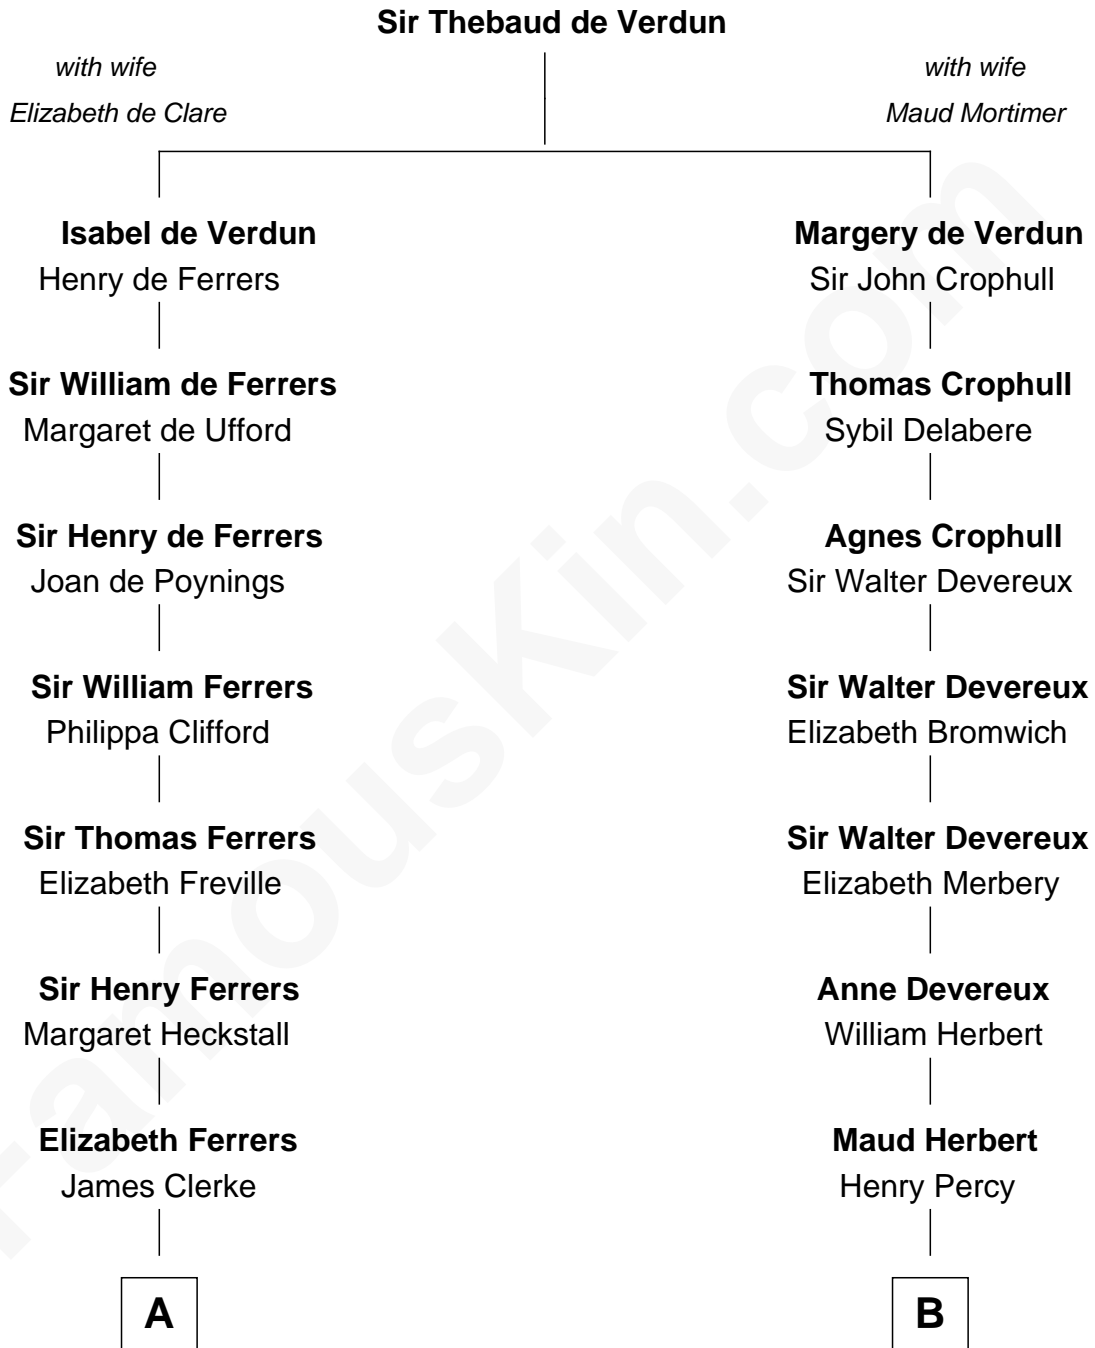 Sir Thebaud de Verdun
with wife
Elizabeth de Clare
with wife
Maud Mortimer
Isabel de Verdun
Henry de Ferrers
Margery de Verdun
Sir John Crophull
Sir William de Ferrers
Margaret de Ufford
Thomas Crophull
Sybil Delabere
Sir Henry de Ferrers
Joan de Poynings
Agnes Crophull
Sir Walter Devereux
Sir William Ferrers
Philippa Clifford
Sir Walter Devereux
Elizabeth Bromwich
Sir Thomas Ferrers
Elizabeth Freville
Sir Walter Devereux
Elizabeth Merbery
Sir Henry Ferrers
Margaret Heckstall
Anne Devereux
William Herbert
Elizabeth Ferrers
James Clerke
Maud Herbert
Henry Percy
A
B
FamousKin.com